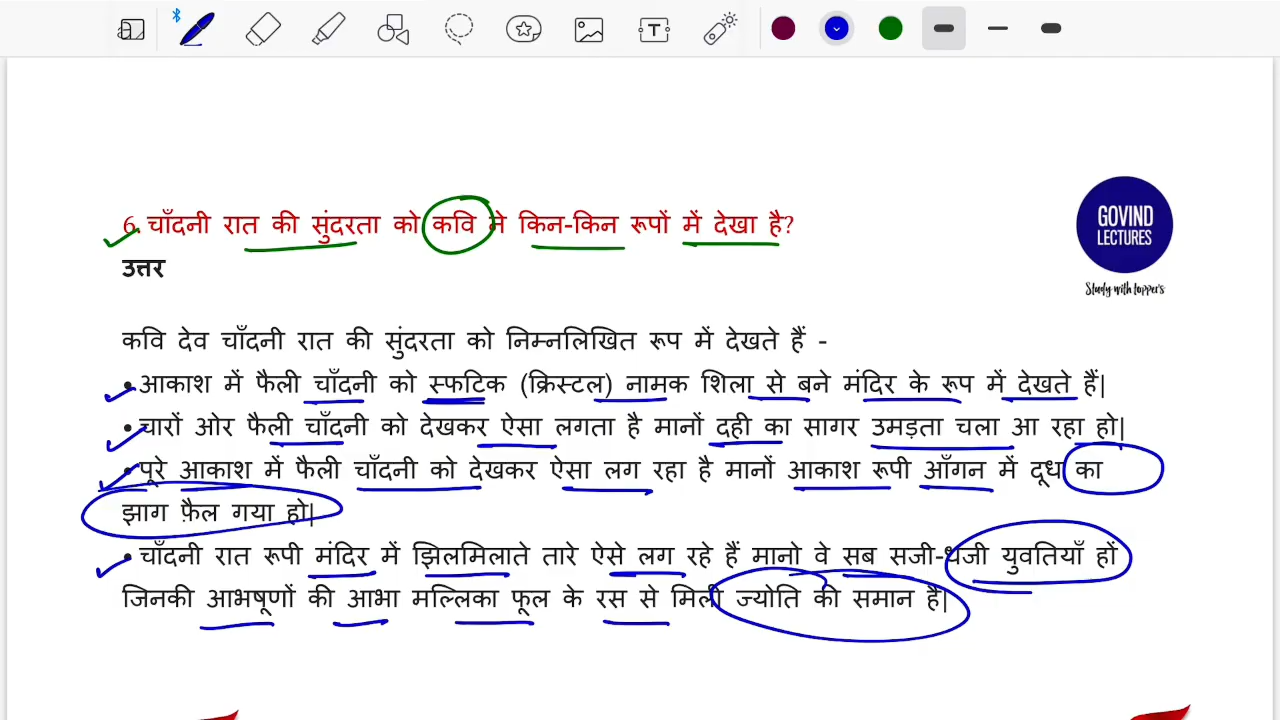 6. चाँदनी रात की सुंदरता को कवि ने किन-किन रूपों में देखा है?
GOVIND
LECTURES
Study with toppers
उत्तर
कवि देव चाँदनी रात की सुंदरता को निम्नलिखित रूप में देखते हैं -
• आकाश में फैली चाँदनी को स्फटिक (क्रिस्टल) नामक शिला से बने मंदिर के रूप में देखते हैं|
• चारों ओर फैली चाँदनी को देखकर ऐसा लगता है मानों दही का सागर उमड़ता चला आ रहा हो|
• पूरे आकाश में फैली चाँदनी को देखकर ऐसा लग रहा है मानों आकाश रूपी आँगन में दूध का
झाग फ़ैल गया हो|
• चाँदनी रात रूपी मंदिर में झिलमिलाते तारे ऐसे लग रहे हैं मानो वे सब सजी-धजी युवतियाँ हों
जिनकी आभषूणों की आभा मल्लिका फूल के रस से मिली ज्योति की समान है|